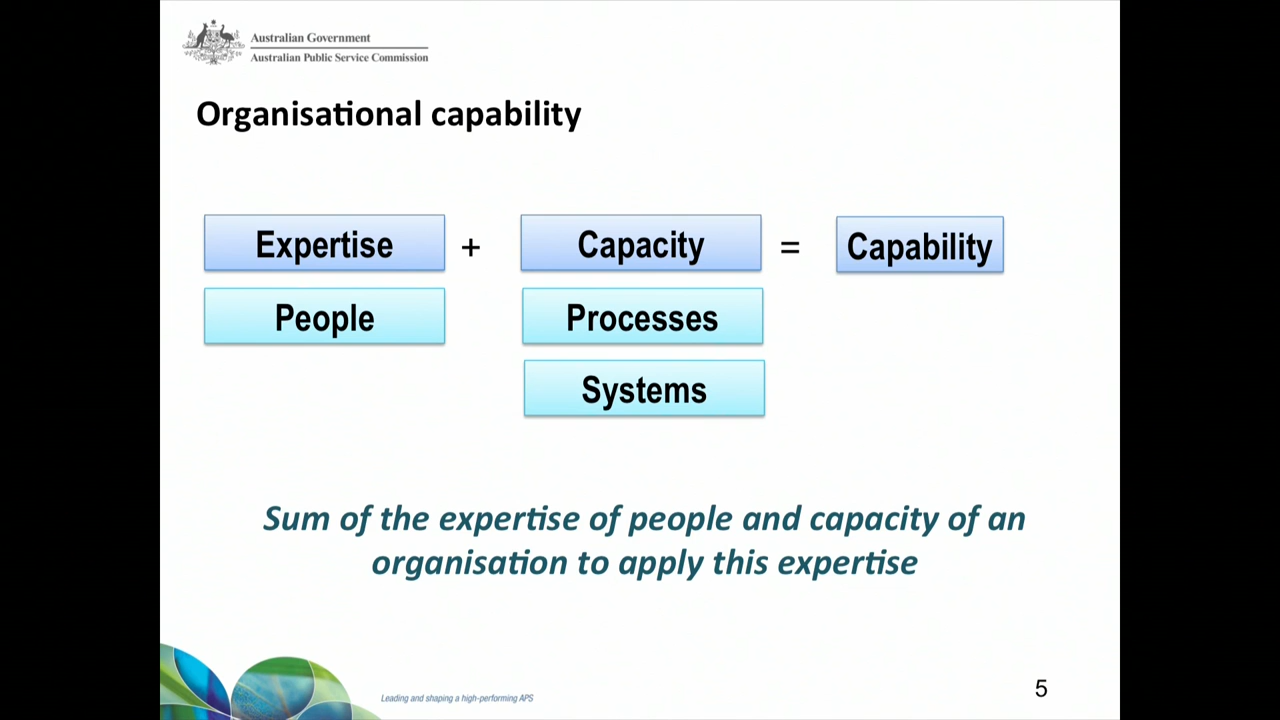 Australian Government
Australian Public Service Commission
Organisational capability
Expertise + Capacity = Capability
People Processes
Systems
Sum of the expertise of people and capacity of an
organisation to apply this expertise
Leading and shaping a high-performing APS
5